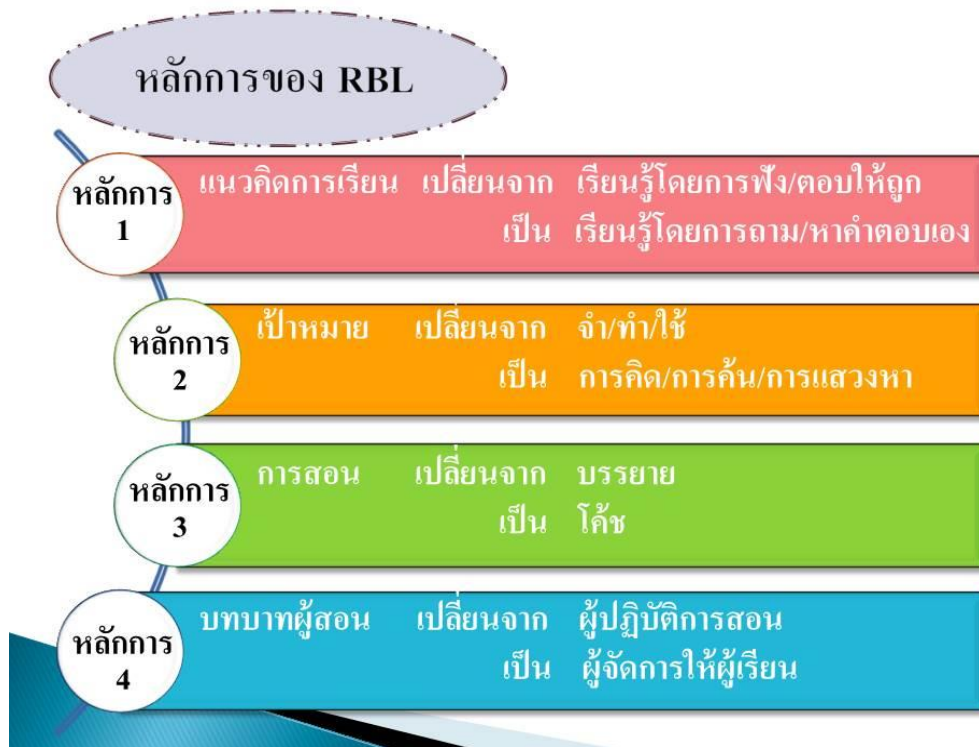 หลักการของ RBL
หลักการ
1
แนวคิดการเรียน เปลี่ยนจาก เรียนรู้โดยการฟัง/ตอบให้ถูก
เป็น เรียนรู้โดยการถาม/หาคำตอบเอง
หลักการ
2
เป้าหมาย เปลี่ยนจาก จำ/ทำ/ใช้
เป็น การคิด/การค้น/การแสวงหา
หลักการ
3
การสอน เปลี่ยนจาก บรรยาย
เป็น โค้ช
หลักการ
4
บทบาทผู้สอน เปลี่ยนจาก ผู้ปฏิบัติการสอน
เป็น ผู้จัดการให้ผู้เรียน